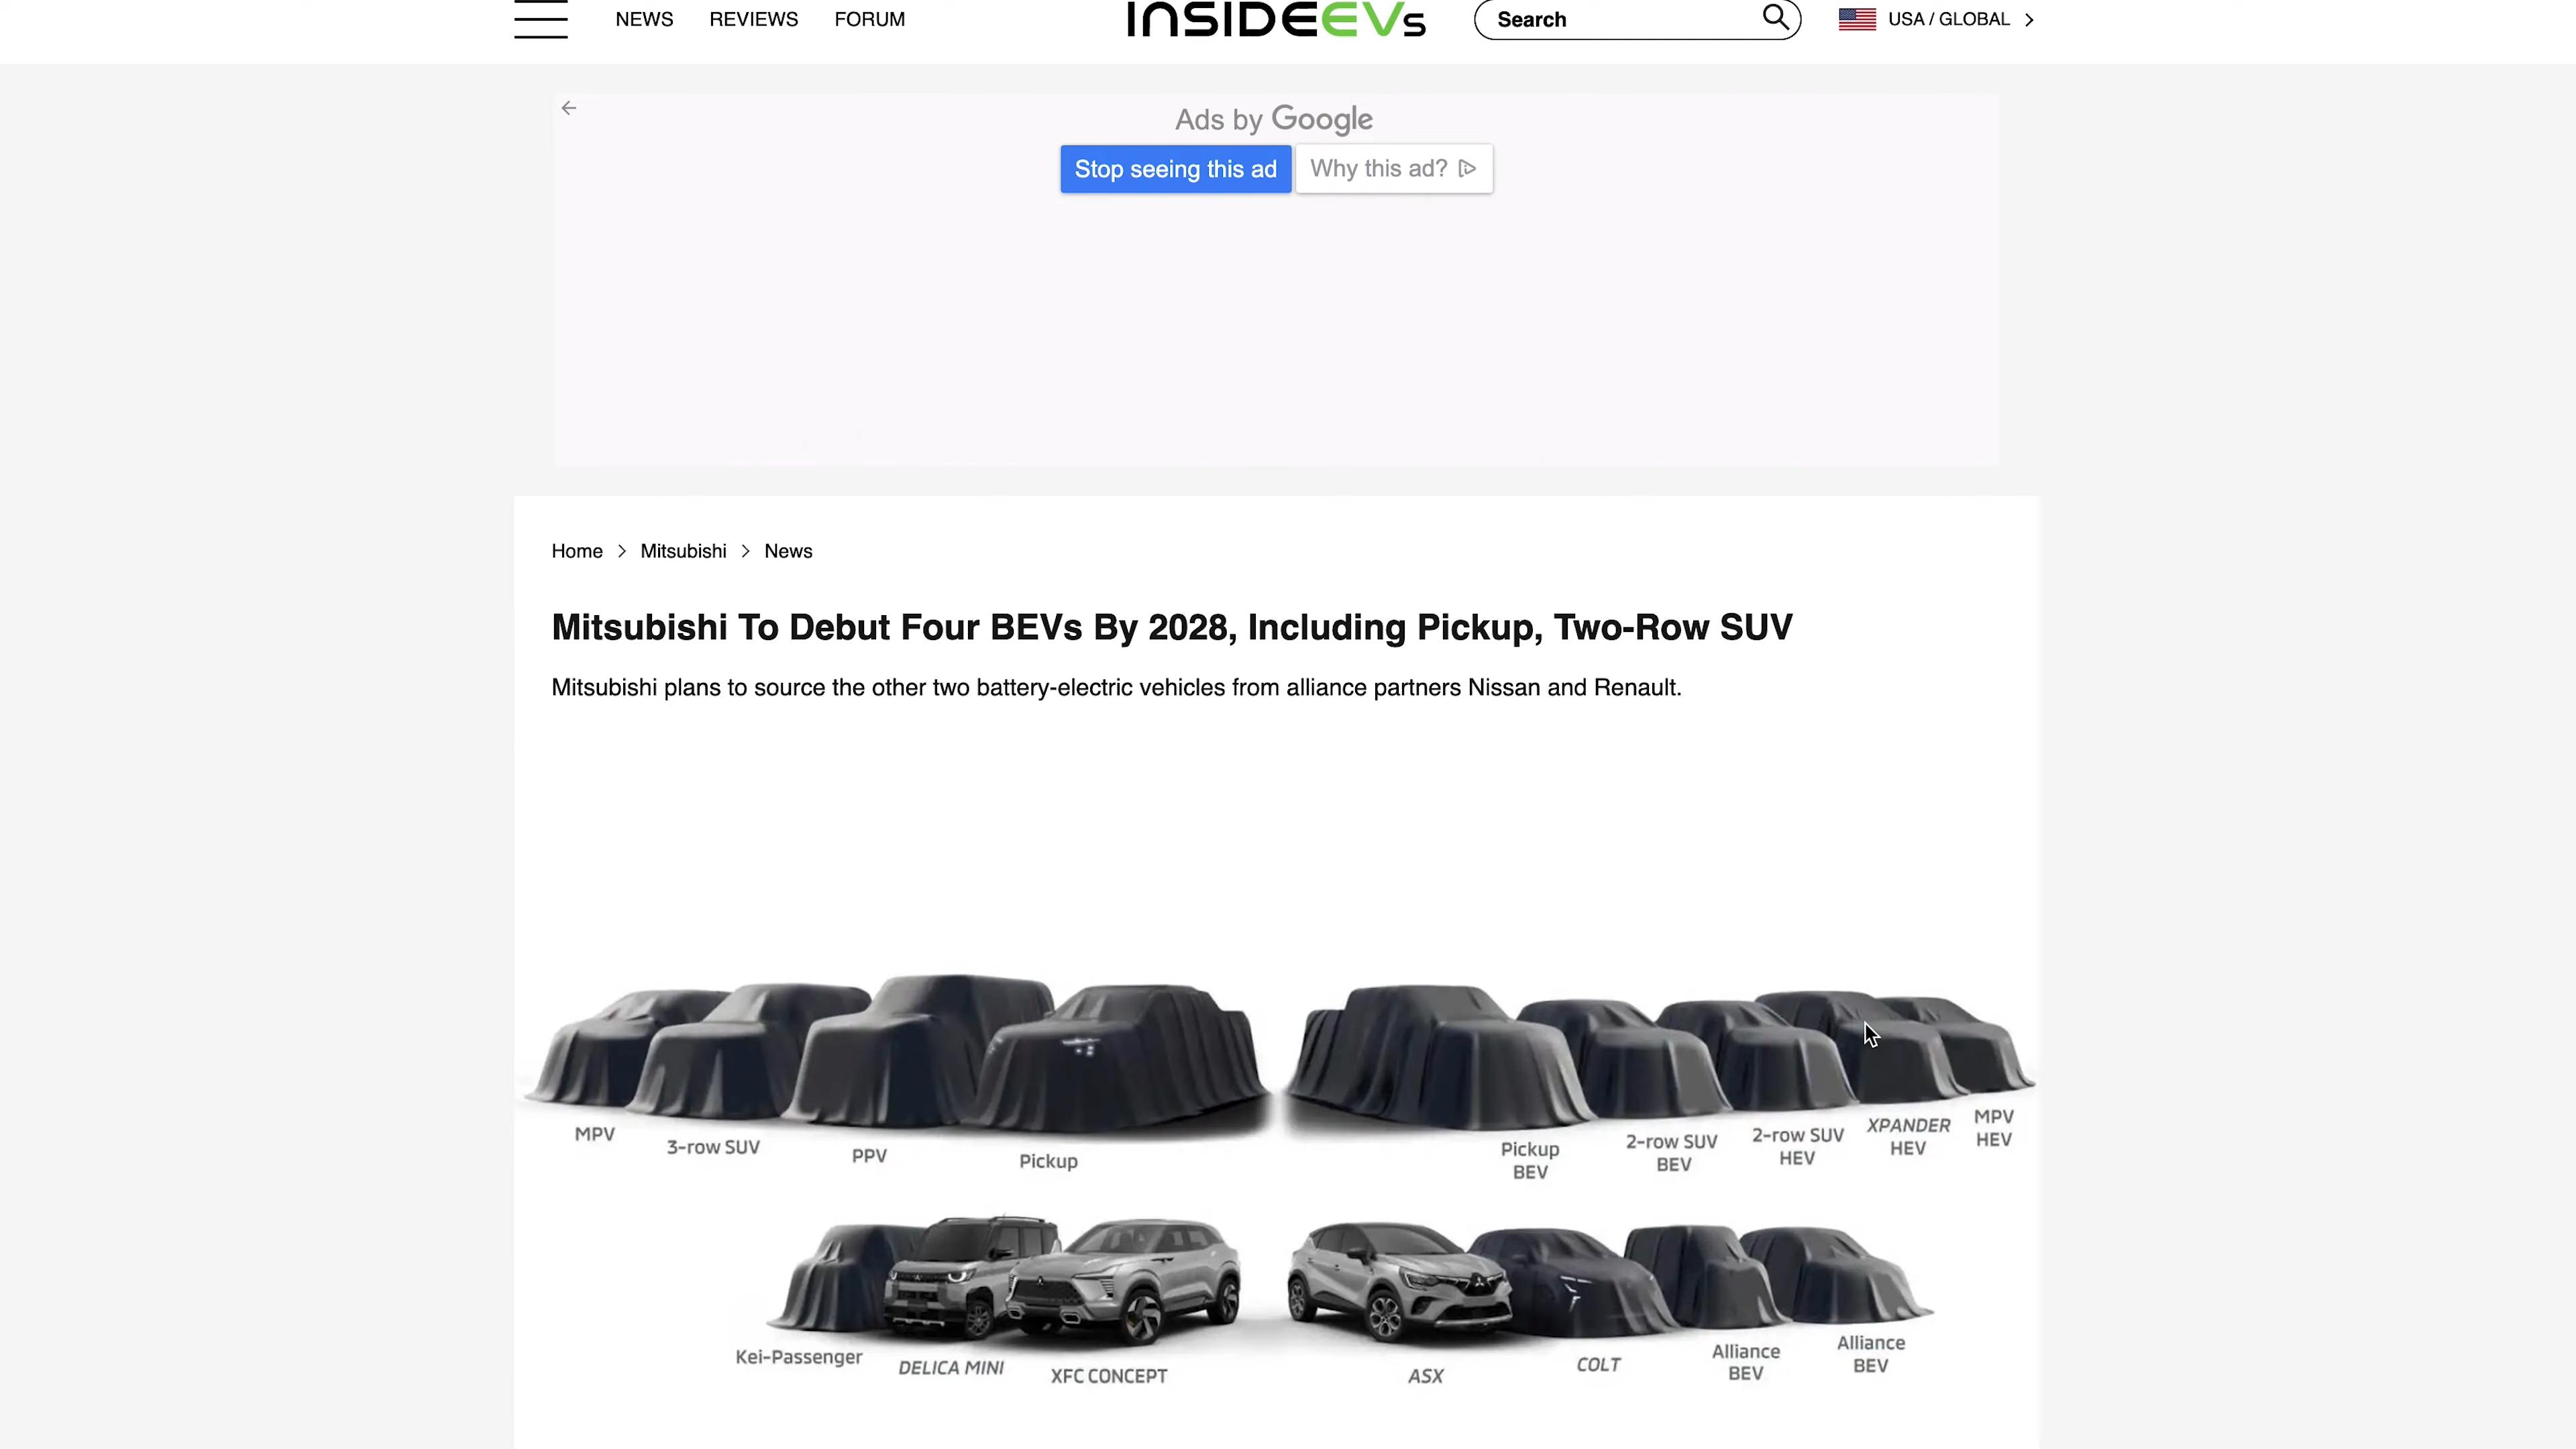 NEWS REVIEWS FORUM INSIDEEVs Search USA / GLOBAL
Ads by Google
Stop seeing this ad Why this ad?
Home > Mitsubishi > News
Mitsubishi To Debut Four BEVs By 2028, Including Pickup, Two-Row SUV
Mitsubishi plans to source the other two battery-electric vehicles from alliance partners Nissan and Renault.
MPV
3-row SUV
PPV
Pickup
Pickup
BEV
2-row SUV
BEV
2-row SUV
HEV
XPANDER
HEV
MPV
HEV
Kei-Passenger
DELICA MINI
XFC CONCEPT
ASX
COLT
Alliance
BEV
Alliance
BEV